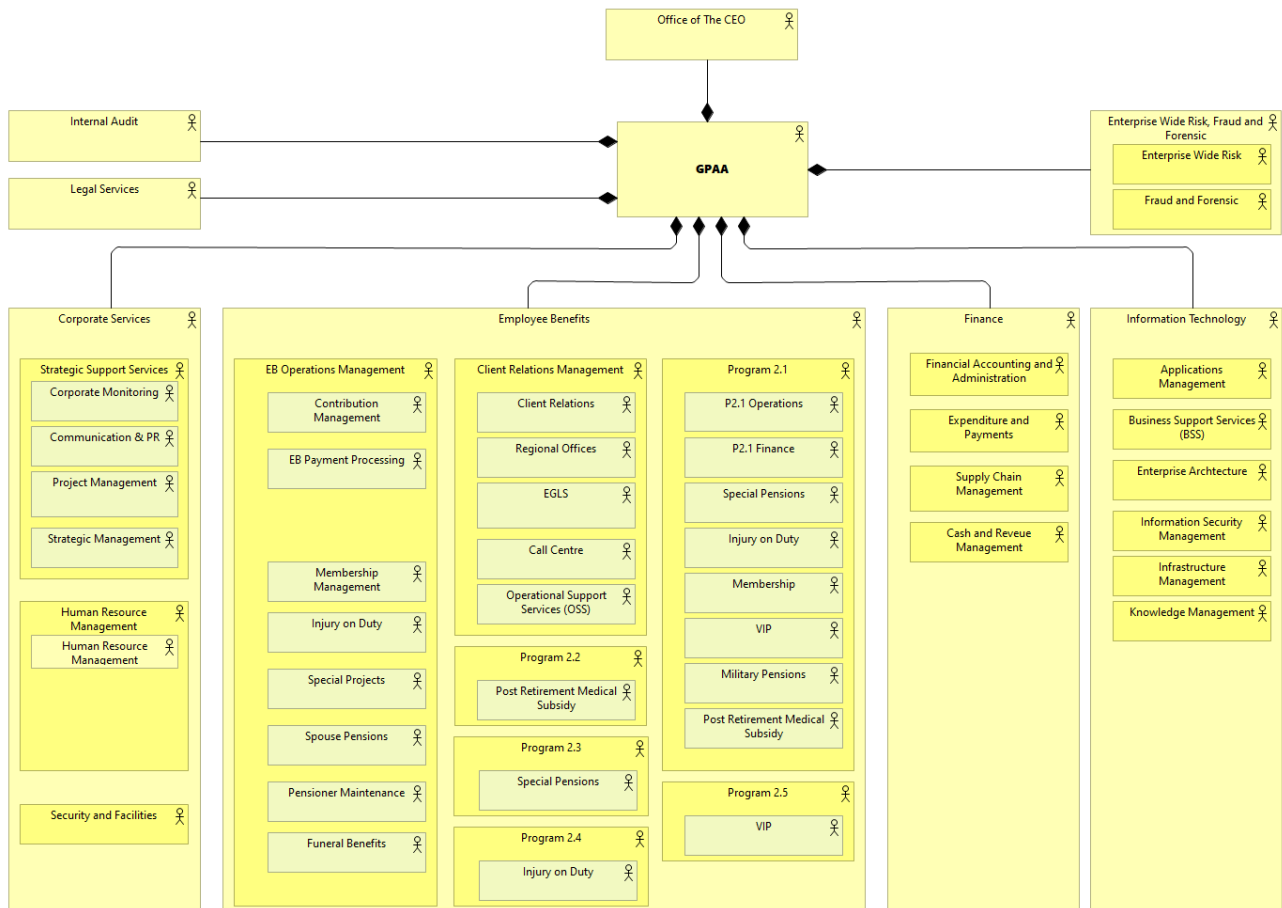 Office of The CEO
Internal Audit
Legal Services
GPAA
Enterprise Wide Risk, Fraud and
Forensic
Enterprise Wide Risk
Fraud and Forensic
Corporate Services
Strategic Support Services
Corporate Monitoring
Communication & PR
Project Management
Strategic Management
Human Resource
Management
Human Resource
Management
Security and Facilities
Employee Benefits
EB Operations Management
Contribution
Management
EB Payment Processing
Membership
Management
Injury on Duty
Special Projects
Spouse Pensions
Pensioner Maintenance
Funeral Benefits
Client Relations Management
Client Relations
Regional Offices
EGLS
Call Centre
Operational Support
Services (OSS)
Program 2.2
Post Retirement Medical
Subsidy
Program 2.3
Special Pensions
Program 2.4
Injury on Duty
Program 2.1
P2.1 Operations
P2.1 Finance
Special Pensions
Injury on Duty
Membership
VIP
Military Pensions
Post Retirement Medical
Subsidy
Program 2.5
VIP
Finance
Financial Accounting and
Administration
Expenditure and
Payments
Supply Chain
Management
Cash and Reveue
Management
Information Technology
Applications
Management
Business Support Services
(BSS)
Enterprise Archtecture
Information Security
Management
Infrastructure
Management
Knowledge Management